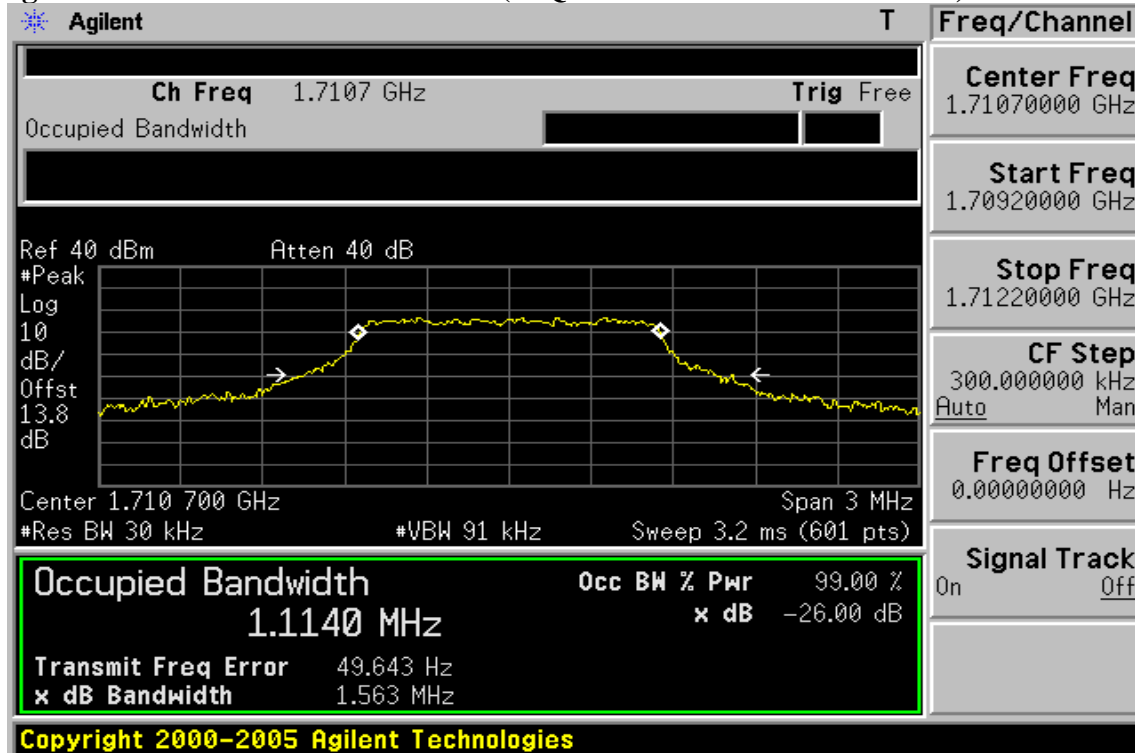 Agilent
T
Freq/Channel
Ch Freq 1.7107 GHz
Trig Free
Occupied Bandwidth
Center Freq
1.71070000 GHz
Start Freq
1.70920000 GHz
Stop Freq
1.71220000 GHz
CF Step
300.000000 kHz
Auto Man
Freq Offset
0.00000000 Hz
Signal Track
On Off
Ref 40 dBm
Atten 40 dB
#Peak
Log
10
dB/
Offst
13.8
dB
Center 1.710 700 GHz
Span 3 MHz
#Res BW 30 kHz
#VBW 91 kHz
Sweep 3.2 ms (601 pts)
Occupied Bandwidth
1.1140 MHz
Occ BW % Pwr 99.00 %
x dB -26.00 dB
Transmit Freq Error 49.643 Hz
x dB Bandwidth 1.563 MHz
Copyright 2000-2005 Agilent Technologies